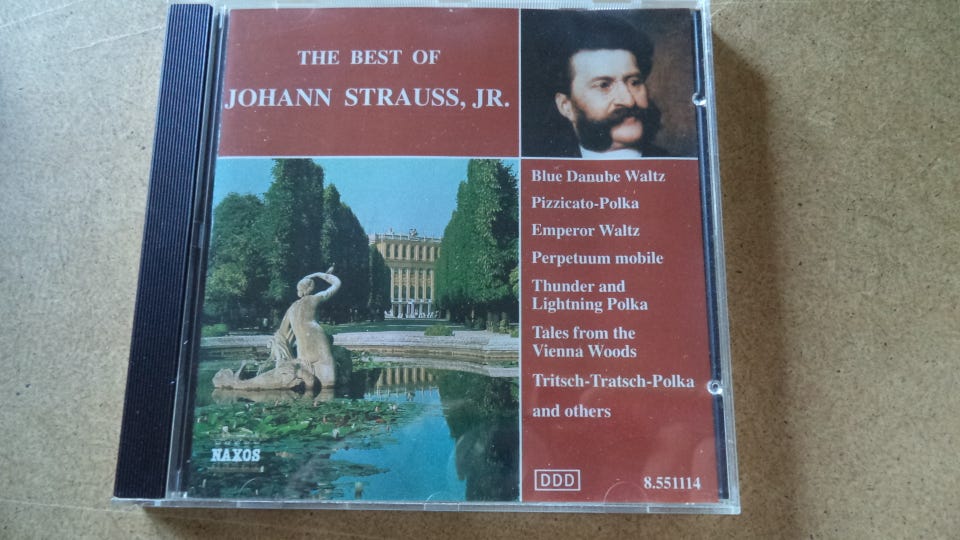 THE BEST OF
JOHANN STRAUSS, JR.
Blue Danube Waltz
Pizzicato-Polka
Emperor Waltz
Perpetuum mobile
Thunder and
Lightning Polka
Tales from the
Vienna Woods
Tritsch-Tratsch-Polka
and others
NAXOS
DDD
8.551114